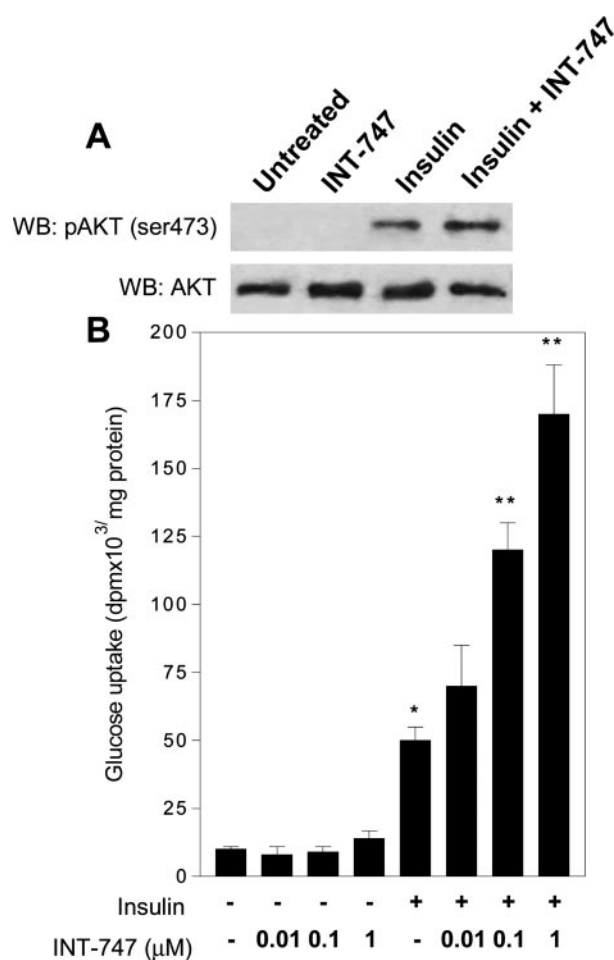 A
Untreated
INT-747
Insulin
Insulin + INT-747
WB: pAKT (ser473)
WB: AKT
B
Glucose uptake (dpmx10³/ mg protein)
200
175
150
125
75
50
25
0
*
**
**
Insulin - - - - + + + +
INT-747 (μM) - 0.01 0.1 1 - 0.01 0.1 1